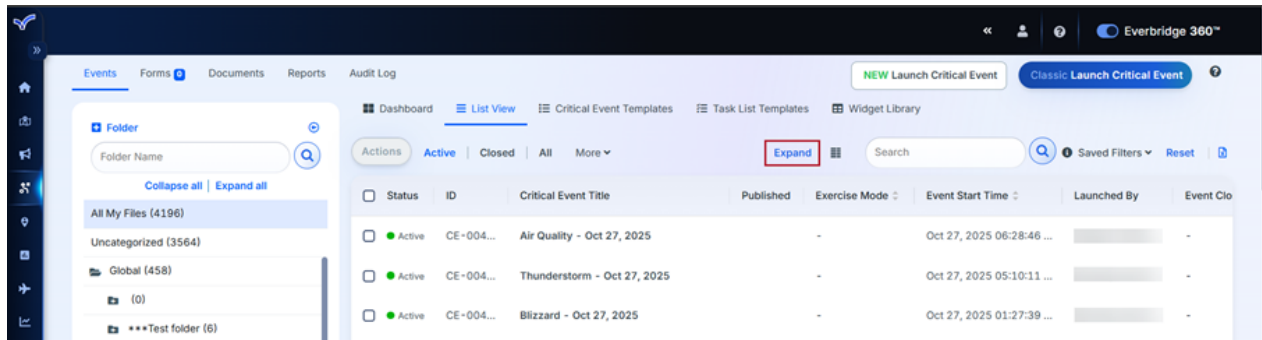 Everbridge 360™
Events Forms 0 Documents Reports Audit Log
NEW Launch Critical Event Classic Launch Critical Event
Dashboard List View Critical Event Templates Task List Templates Widget Library
Folder
Folder Name
Collapse all | Expand all
All My Files (4196)
Uncategorized (3564)
Global (458)
(0)
***Test folder (6)
Actions Active | Closed | All More Expand Search Saved Filters Reset
Status ID Critical Event Title Published Exercise Mode Event Start Time Launched By Event Clo
Active CE-004... Air Quality - Oct 27, 2025 - Oct 27, 2025 06:28:46 ... -
Active CE-004... Thunderstorm - Oct 27, 2025 - Oct 27, 2025 05:10:11 ... -
Active CE-004... Blizzard - Oct 27, 2025 - Oct 27, 2025 01:27:39 ... -